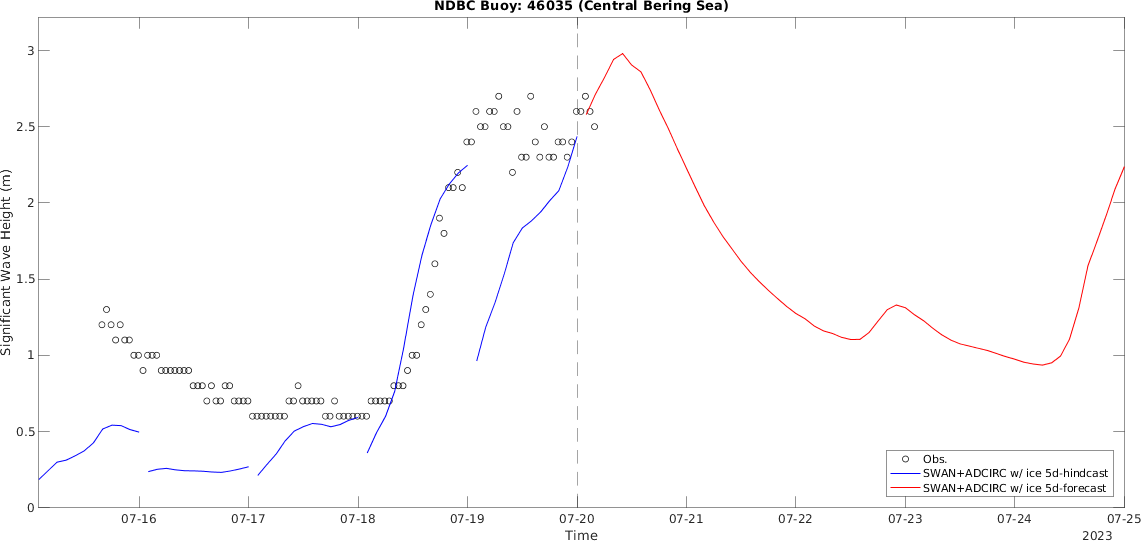 NDBC Buoy: 46035 (Central Bering Sea)
Significant Wave Height (m)
3
2.5
2
1.5
1
0.5
0
Obs.
SWAN+ADCIRC w/ ice 5d-hindcast
SWAN+ADCIRC w/ ice 5d-forecast
07-16 07-17 07-18 07-19 07-20 07-21 07-22 07-23 07-24 07-25
Time
2023